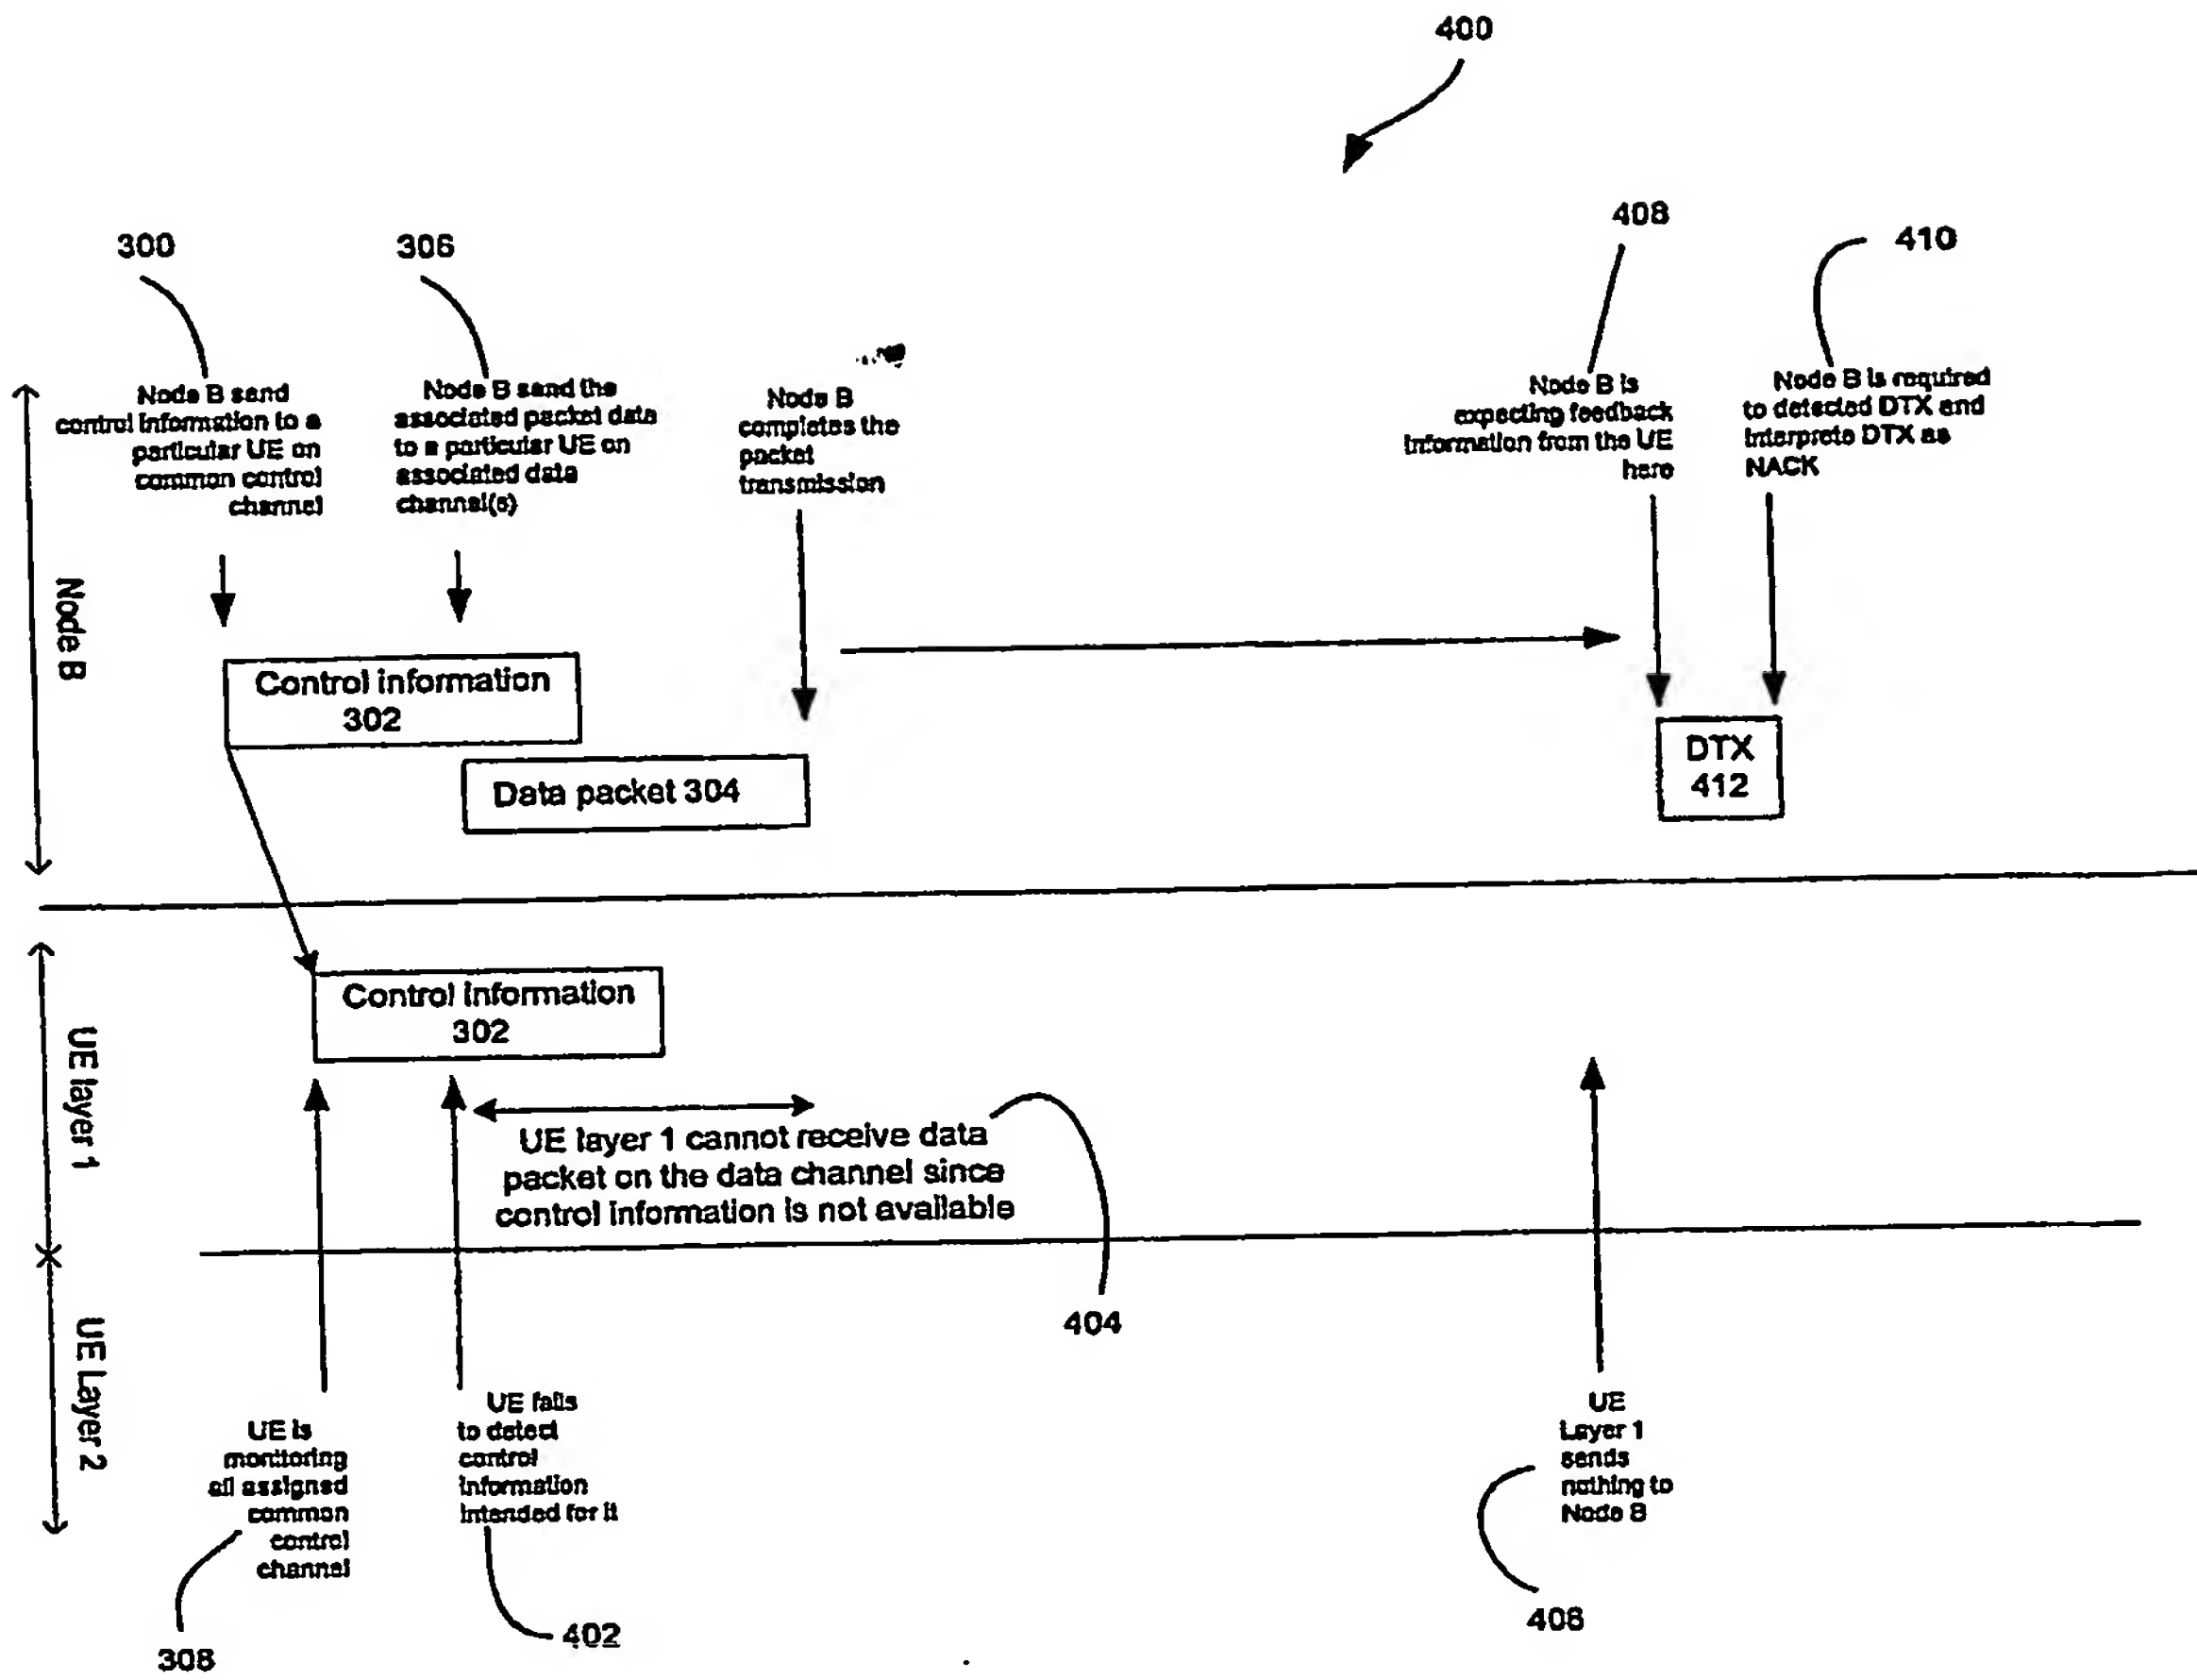 400
408
410
300
306
Node B send
control information to a
particular UE on
common control
channel
Node B send the
associated packet data
to a particular UE on
associated data
channel(s)
Node B
completes the
packet
transmission
Node B is
expecting feedback
information from the UE
here
Node B is required
to detected DTX and
interprete DTX as
NACK
Node B
Control information
302
Data packet 304
DTX
412
UE layer 1
Control information
302
UE layer 1 cannot receive data
packet on the data channel since
control information is not available
404
UE Layer 2
UE is
monitoring
all assigned
common
control
channel
UE fails
to detect
control
information
intended for it
UE
Layer 1
sends
nothing to
Node B
308
402
406